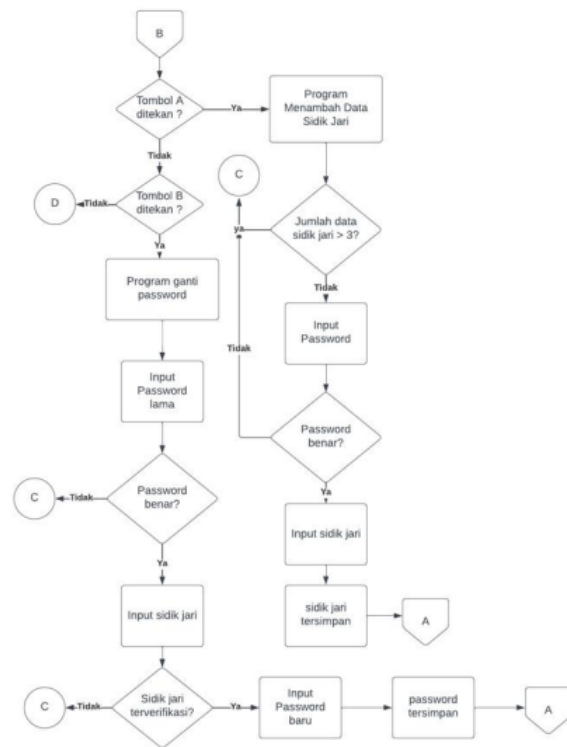 B
Tombol A
ditekan ?
Ya
Program
Menambah Data
Sidik Jari
Tidak
Tombol B
ditekan ?
Tidak
D
Ya
C
Jumlah data
sidik jari > 3?
ya
Tidak
Program ganti
password
Input
Password
Tidak
Input
Password
lama
Password
benar?
Ya
Password
benar?
Tidak
C
Ya
Input sidik jari
Input sidik jari
sidik jari
tersimpan
A
Sidik jari
terverifikasi?
Tidak
C
Ya
Input
Password
baru
password
tersimpan
A